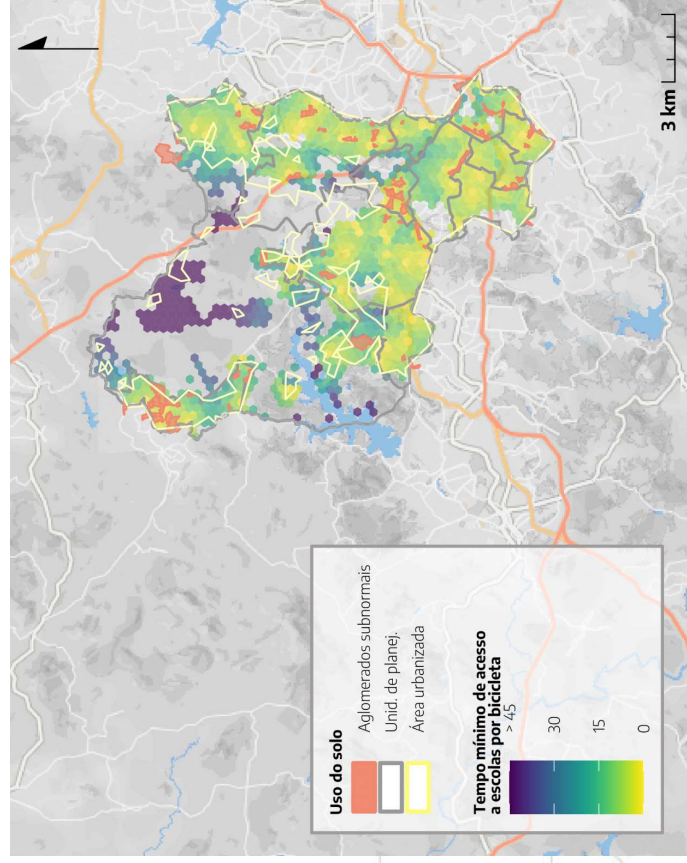 3 km
Uso do solo
Aglomerados subnormais
Unid. de planej.
Área urbanizada
Tempo mínimo de acesso
a escolas por bicicleta
> 45
30
15
0